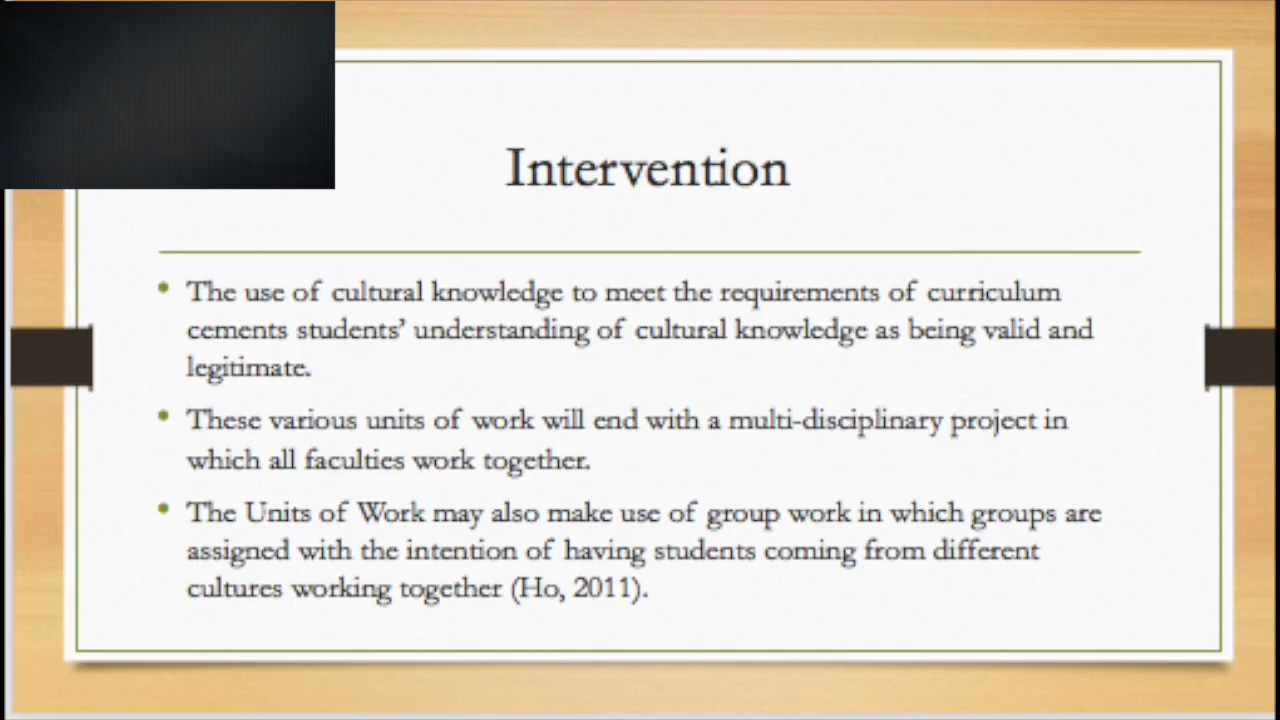 Intervention
The use of cultural knowledge to meet the requirements of curriculum
cements students' understanding of cultural knowledge as being valid and
legitimate.
These various units of work will end with a multi-disciplinary project in
which all faculties work together.
The Units of Work may also make use of group work in which groups are
assigned with the intention of having students coming from different
cultures working together (Ho, 2011).